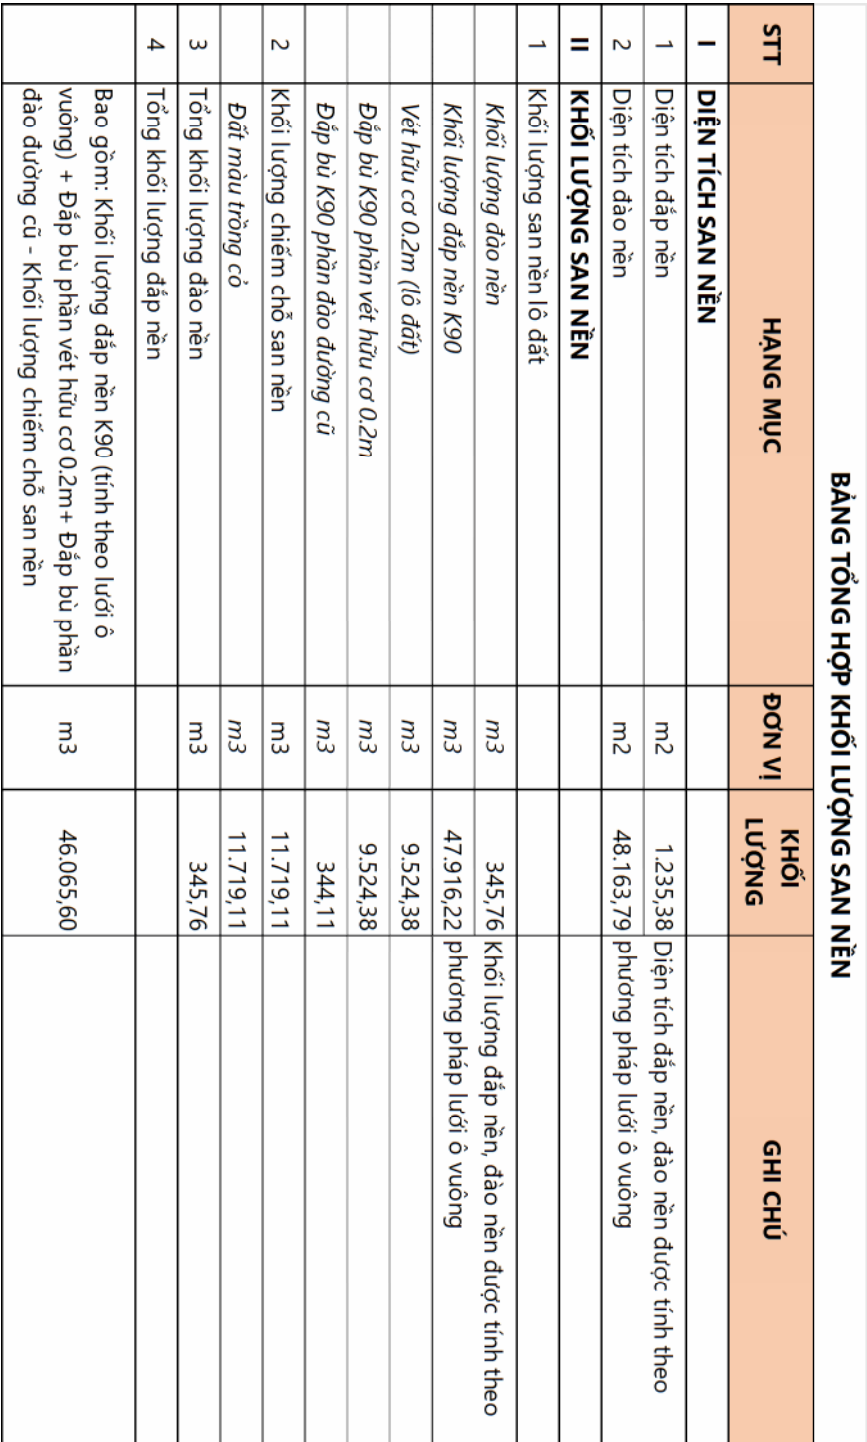 BẢNG TỔNG HỢP KHỐI LƯỢNG SAN NỀN
STT HẠNG MỤC ĐƠN VỊ KHỐI LƯỢNG GHI CHÚ
I DIỆN TÍCH SAN NỀN
1 Diện tích đắp nền m2 1.235,38 Diện tích đắp nền, đào nền được tính theo
2 Diện tích đào nền m2 48.163,79 phương pháp lưới ô vuông
II KHỐI LƯỢNG SAN NỀN
1 Khối lượng san nền lô đất
Khối lượng đào nền m3 345,76 Khối lượng đắp nền, đào nền được tính theo
Khối lượng đắp nền K90 m3 47.916,22 phương pháp lưới ô vuông
Vét hữu cơ 0.2m (lô đất) m3 9.524,38
Đắp bù K90 phần vét hữu cơ 0.2m m3 9.524,38
Đắp bù K90 phần đào đường cũ m3 344,11
2 Khối lượng chiếm chỗ san nền m3 11.719,11
Đất màu trồng cỏ m3 11.719,11
3 Tổng khối lượng đào nền m3 345,76
4 Tổng khối lượng đắp nền
Bao gồm: Khối lượng đắp nền K90 (tính theo lưới ô
vuông) + Đắp bù phần vét hữu cơ 0.2m+ Đắp bù phần
đào đường cũ - Khối lượng chiếm chỗ san nền
m3 46.065,60